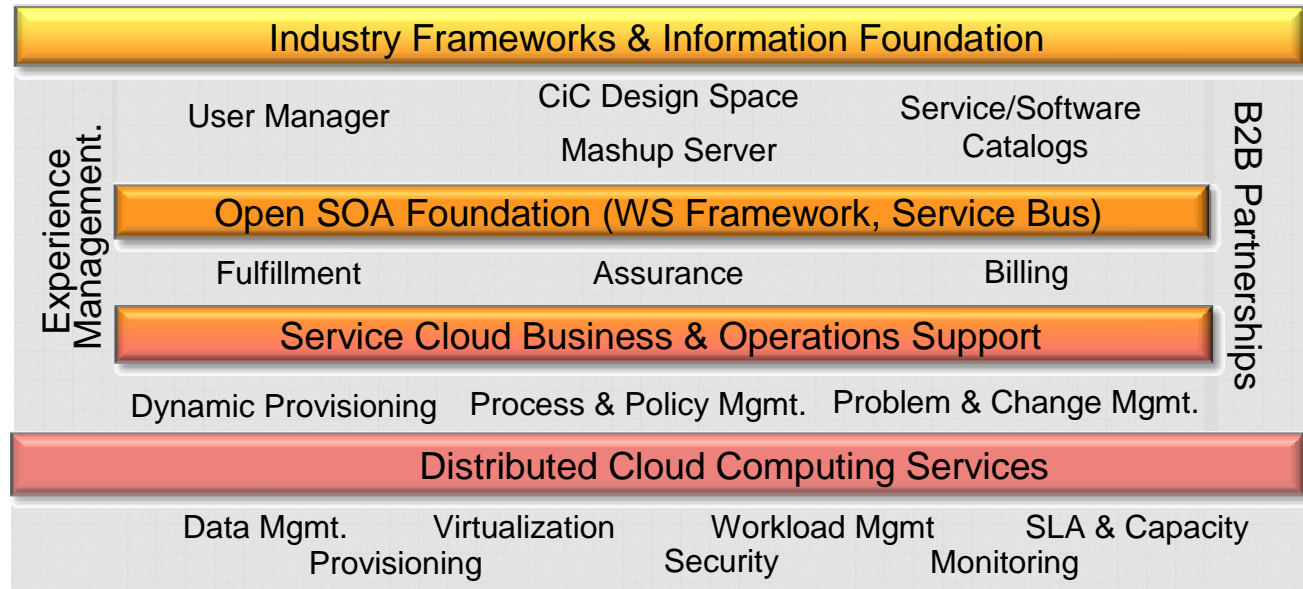 Industry Frameworks & Information Foundation
User Manager
CiC Design Space
Mashup Server
Service/Software
Catalogs
Experience
Management.
B2B Partnerships
Open SOA Foundation (WS Framework, Service Bus)
Fulfillment
Assurance
Billing
Service Cloud Business & Operations Support
Dynamic Provisioning
Process & Policy Mgmt.
Problem & Change Mgmt.
Distributed Cloud Computing Services
Data Mgmt.
Virtualization
Workload Mgmt
SLA & Capacity
Provisioning
Security
Monitoring